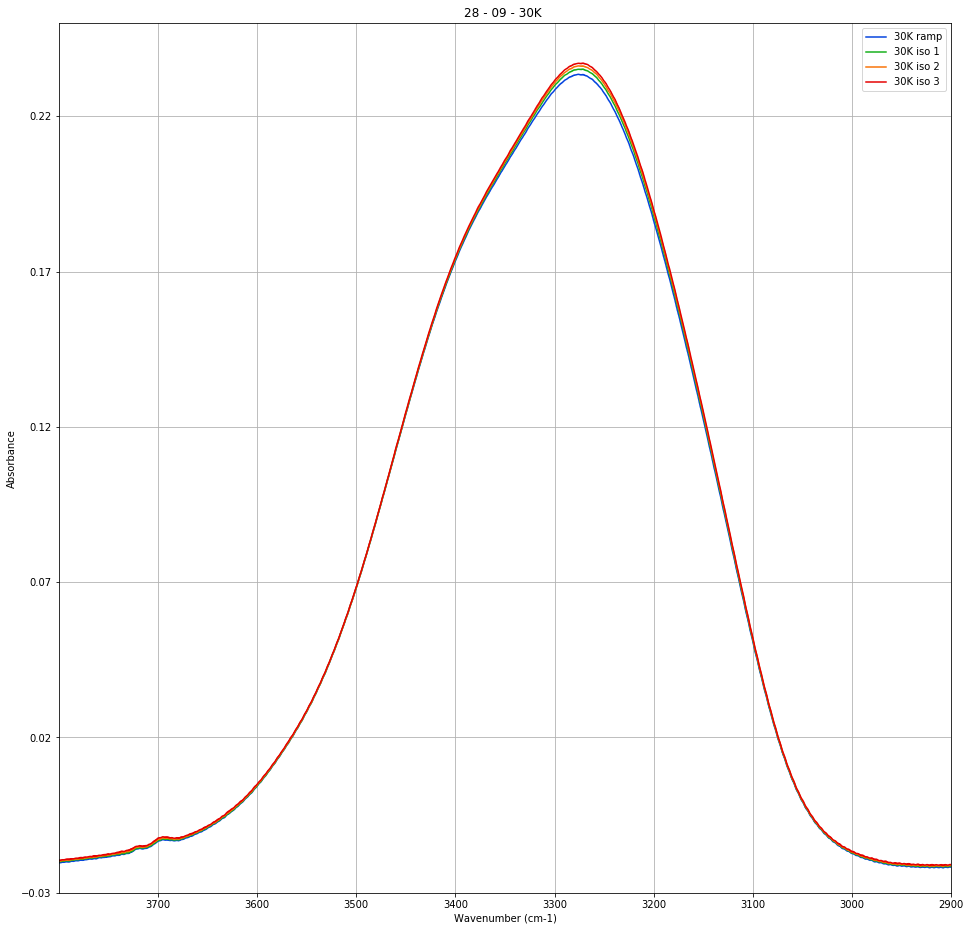 28 - 09 - 30K
30K ramp
30K iso 1
30K iso 2
30K iso 3
0.22
0.17
0.12
0.07
0.02
−0.03
Absorbance
3700 3600 3500 3400 3300 3200 3100 3000 2900
Wavenumber (cm-1)